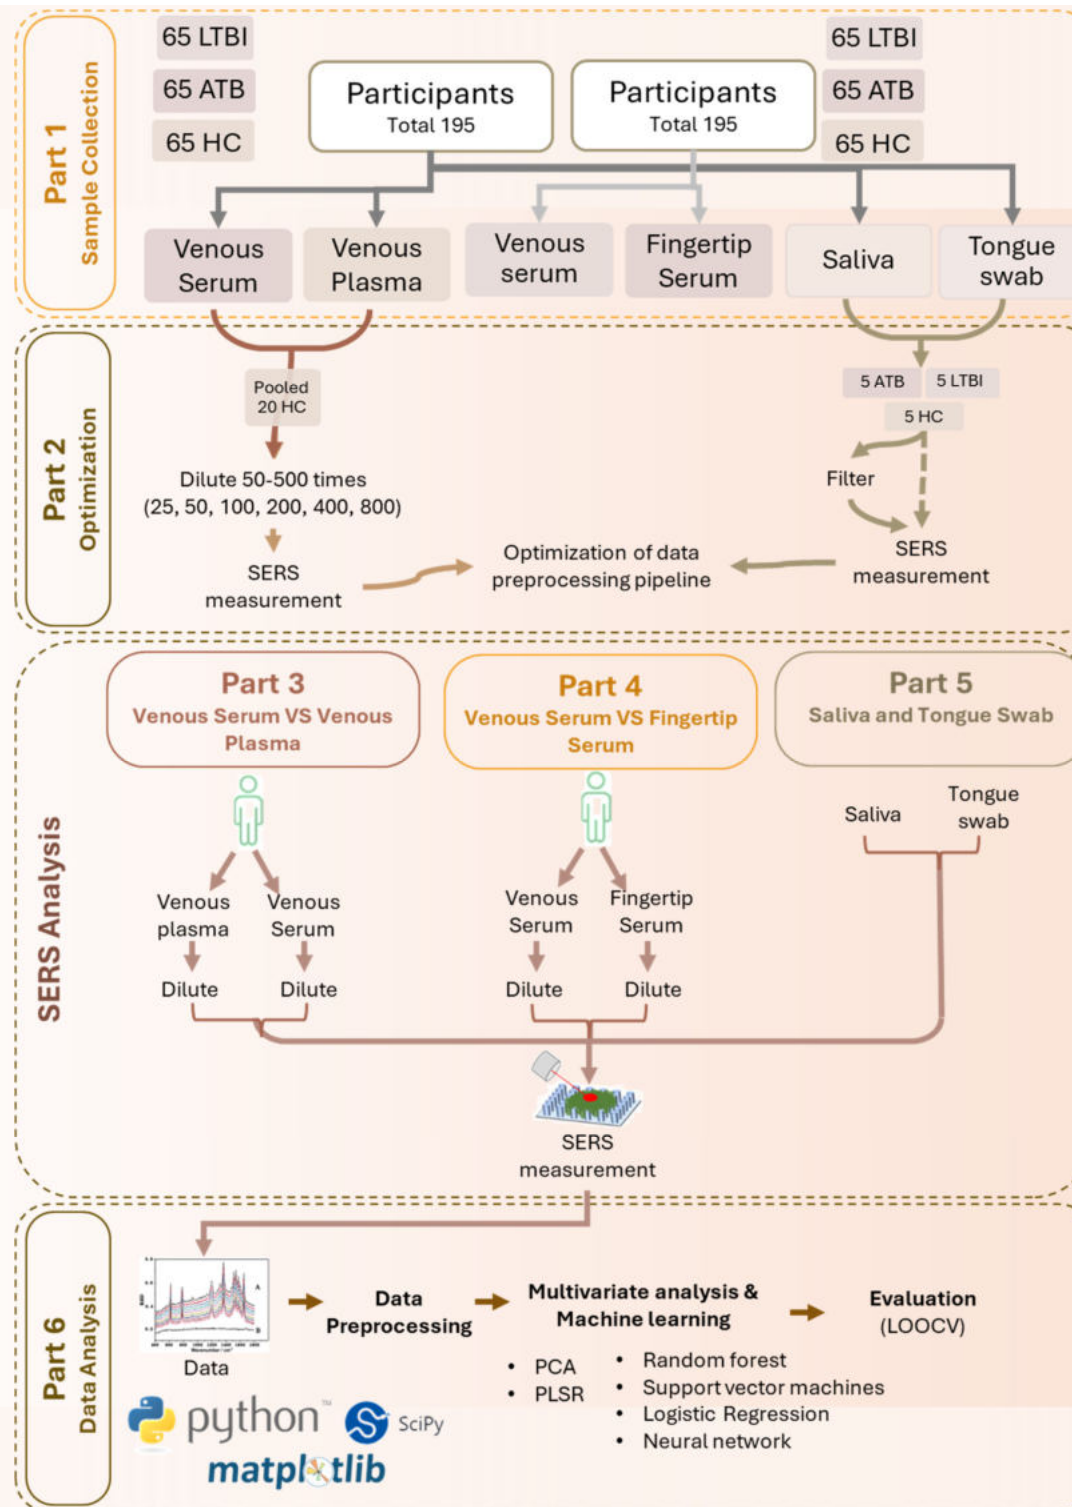 Part 1
Sample Collection
65 LTBI
65 ATB
65 HC
Participants
Total 195
Participants
Total 195
65 LTBI
65 ATB
65 HC
Venous
Serum
Venous
Plasma
Venous
serum
Fingertip
Serum
Saliva
Tongue
swab
Part 2
Optimization
Pooled
20 HC
Dilute 50-500 times
(25, 50, 100, 200, 400, 800)
SERS
measurement
Optimization of data
preprocessing pipeline
5 ATB
5 LTBI
5 HC
Filter
SERS
measurement
SERS Analysis
Part 3
Venous Serum VS Venous
Plasma
Part 4
Venous Serum VS Fingertip
Serum
Part 5
Saliva and Tongue Swab
Venous
plasma
Venous
Serum
Dilute
Dilute
Venous
Serum
Fingertip
Serum
Dilute
Dilute
Saliva
Tongue
swab
SERS
measurement
Part 6
Data Analysis
A
B
Data
Data
Preprocessing
Multivariate analysis &
Machine learning
• PCA
• PLSR
• Random forest
• Support vector machines
• Logistic Regression
• Neural network
Evaluation
(LOOCV)
python™
SciPy
matplotlib